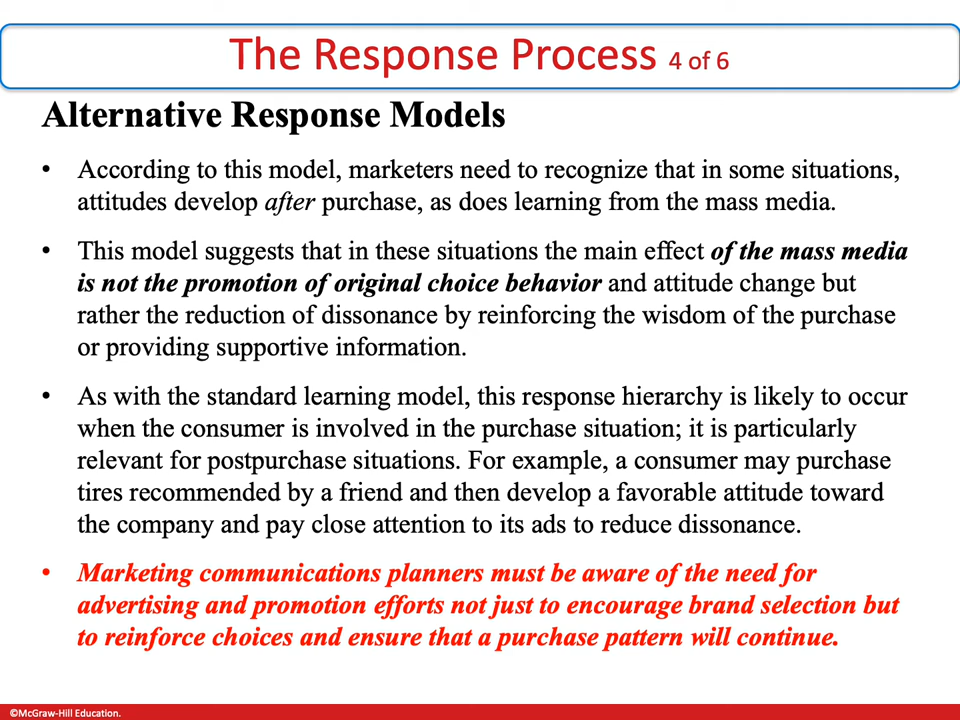 The Response Process 4 of 6
Alternative Response Models
• According to this model, marketers need to recognize that in some situations,
attitudes develop after purchase, as does learning from the mass media.
• This model suggests that in these situations the main effect of the mass media
is not the promotion of original choice behavior and attitude change but
rather the reduction of dissonance by reinforcing the wisdom of the purchase
or providing supportive information.
• As with the standard learning model, this response hierarchy is likely to occur
when the consumer is involved in the purchase situation; it is particularly
relevant for postpurchase situations. For example, a consumer may purchase
tires recommended by a friend and then develop a favorable attitude toward
the company and pay close attention to its ads to reduce dissonance.
• Marketing communications planners must be aware of the need for
advertising and promotion efforts not just to encourage brand selection but
to reinforce choices and ensure that a purchase pattern will continue.
©McGraw-Hill Education.